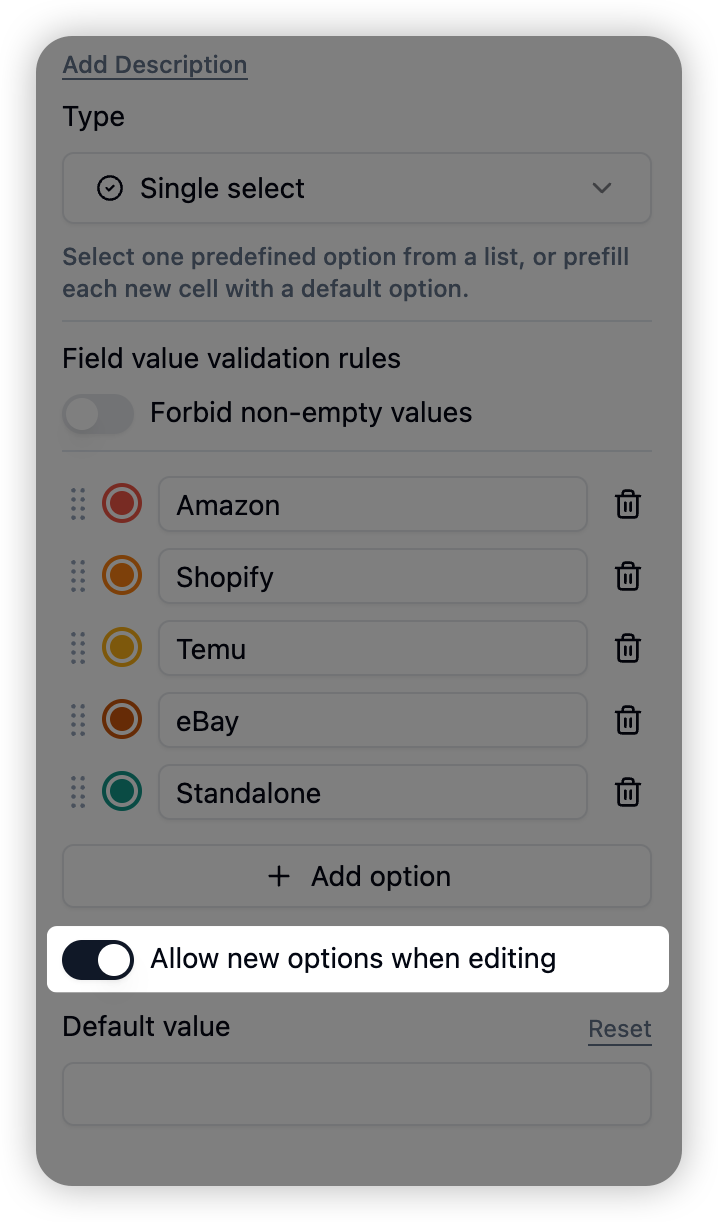 Add Description
Type
Single select
Select one predefined option from a list, or prefill
each new cell with a default option.
Field value validation rules
Forbid non-empty values
Amazon
Shopify
Temu
eBay
Standalone
Add option
Allow new options when editing
Default value
Reset